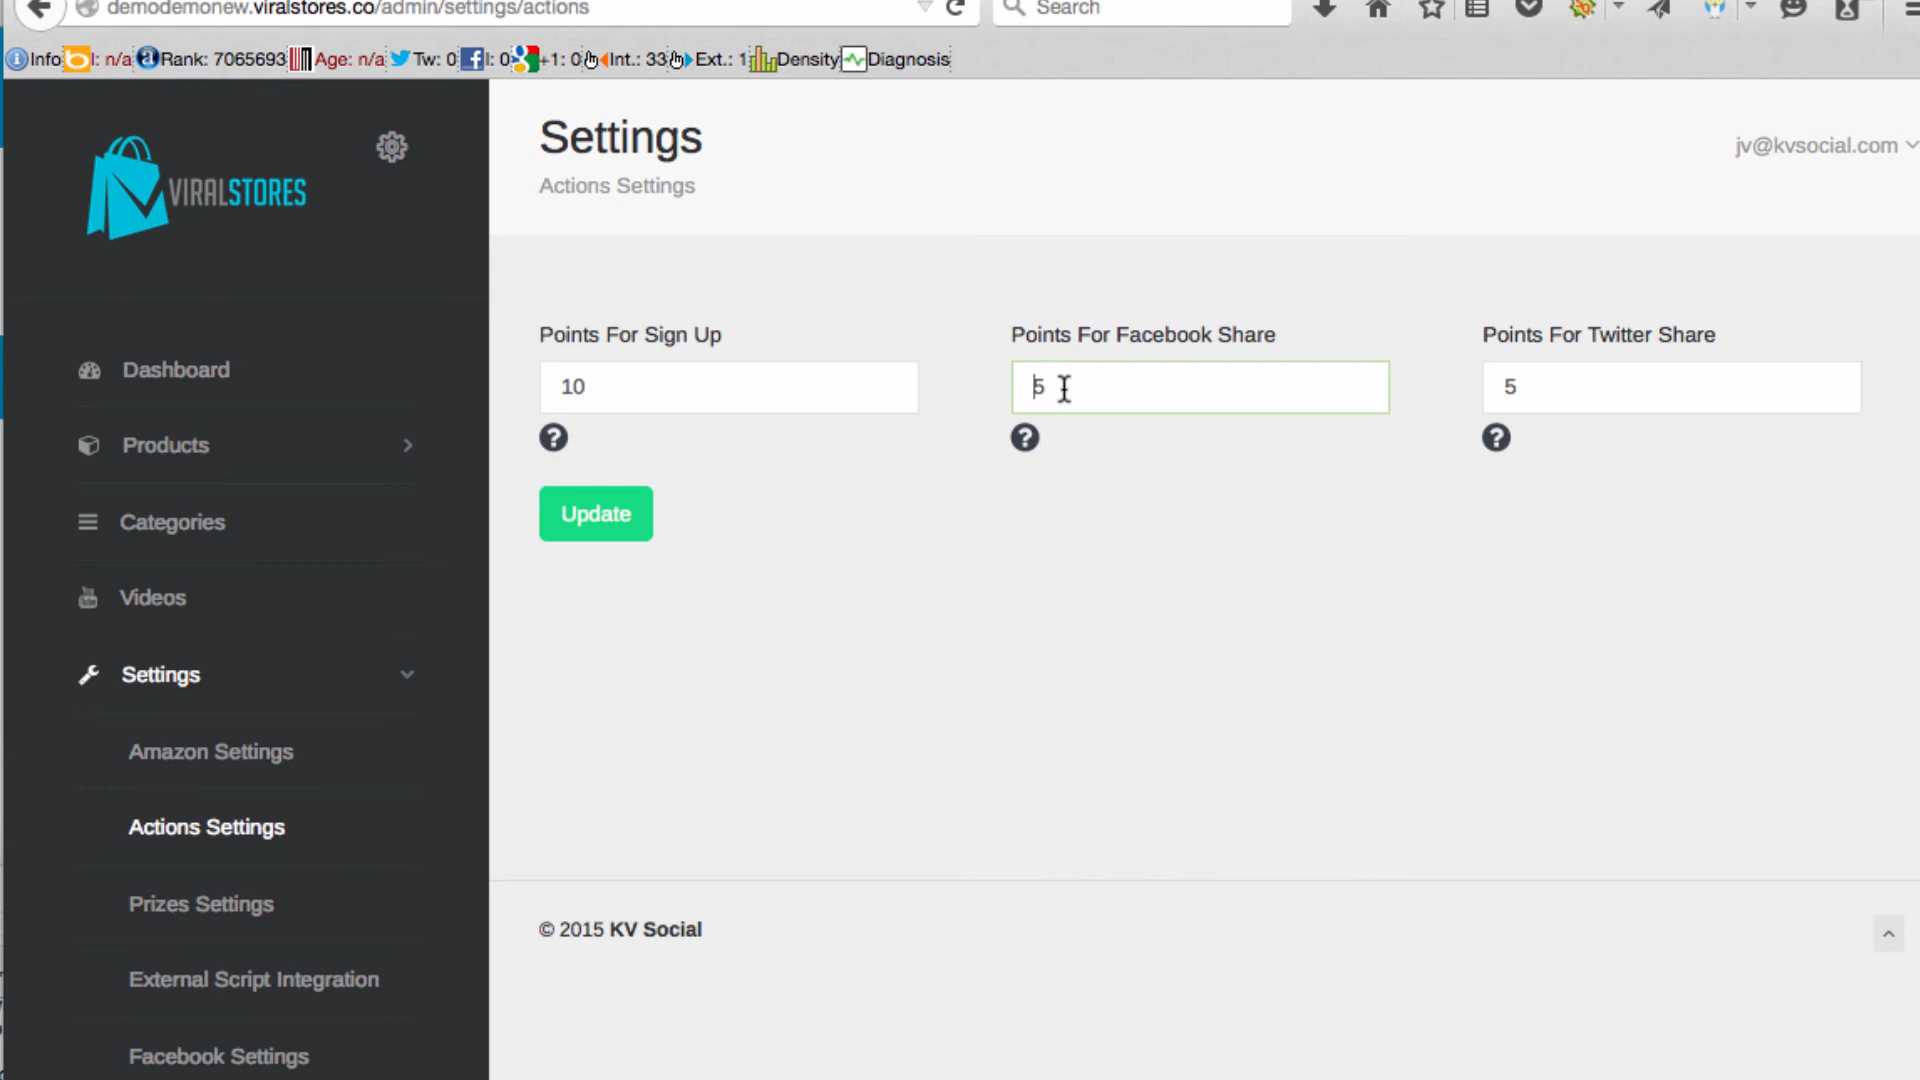 demodemonew.viralstores.co/admin/settings/actions
Search
Info I: n/a Rank: 7065693 Age: n/a Tw: 0 l: 0 +1: 0 Int.: 33 Ext.: 1 Density Diagnosis
VIRALSTORES
Settings
Actions Settings
jv@kvsocial.com
Dashboard
Products
Categories
Videos
Settings
Amazon Settings
Actions Settings
Prizes Settings
External Script Integration
Facebook Settings
Points For Sign Up
10
Points For Facebook Share
5
Points For Twitter Share
5
Update
© 2015 KV Social